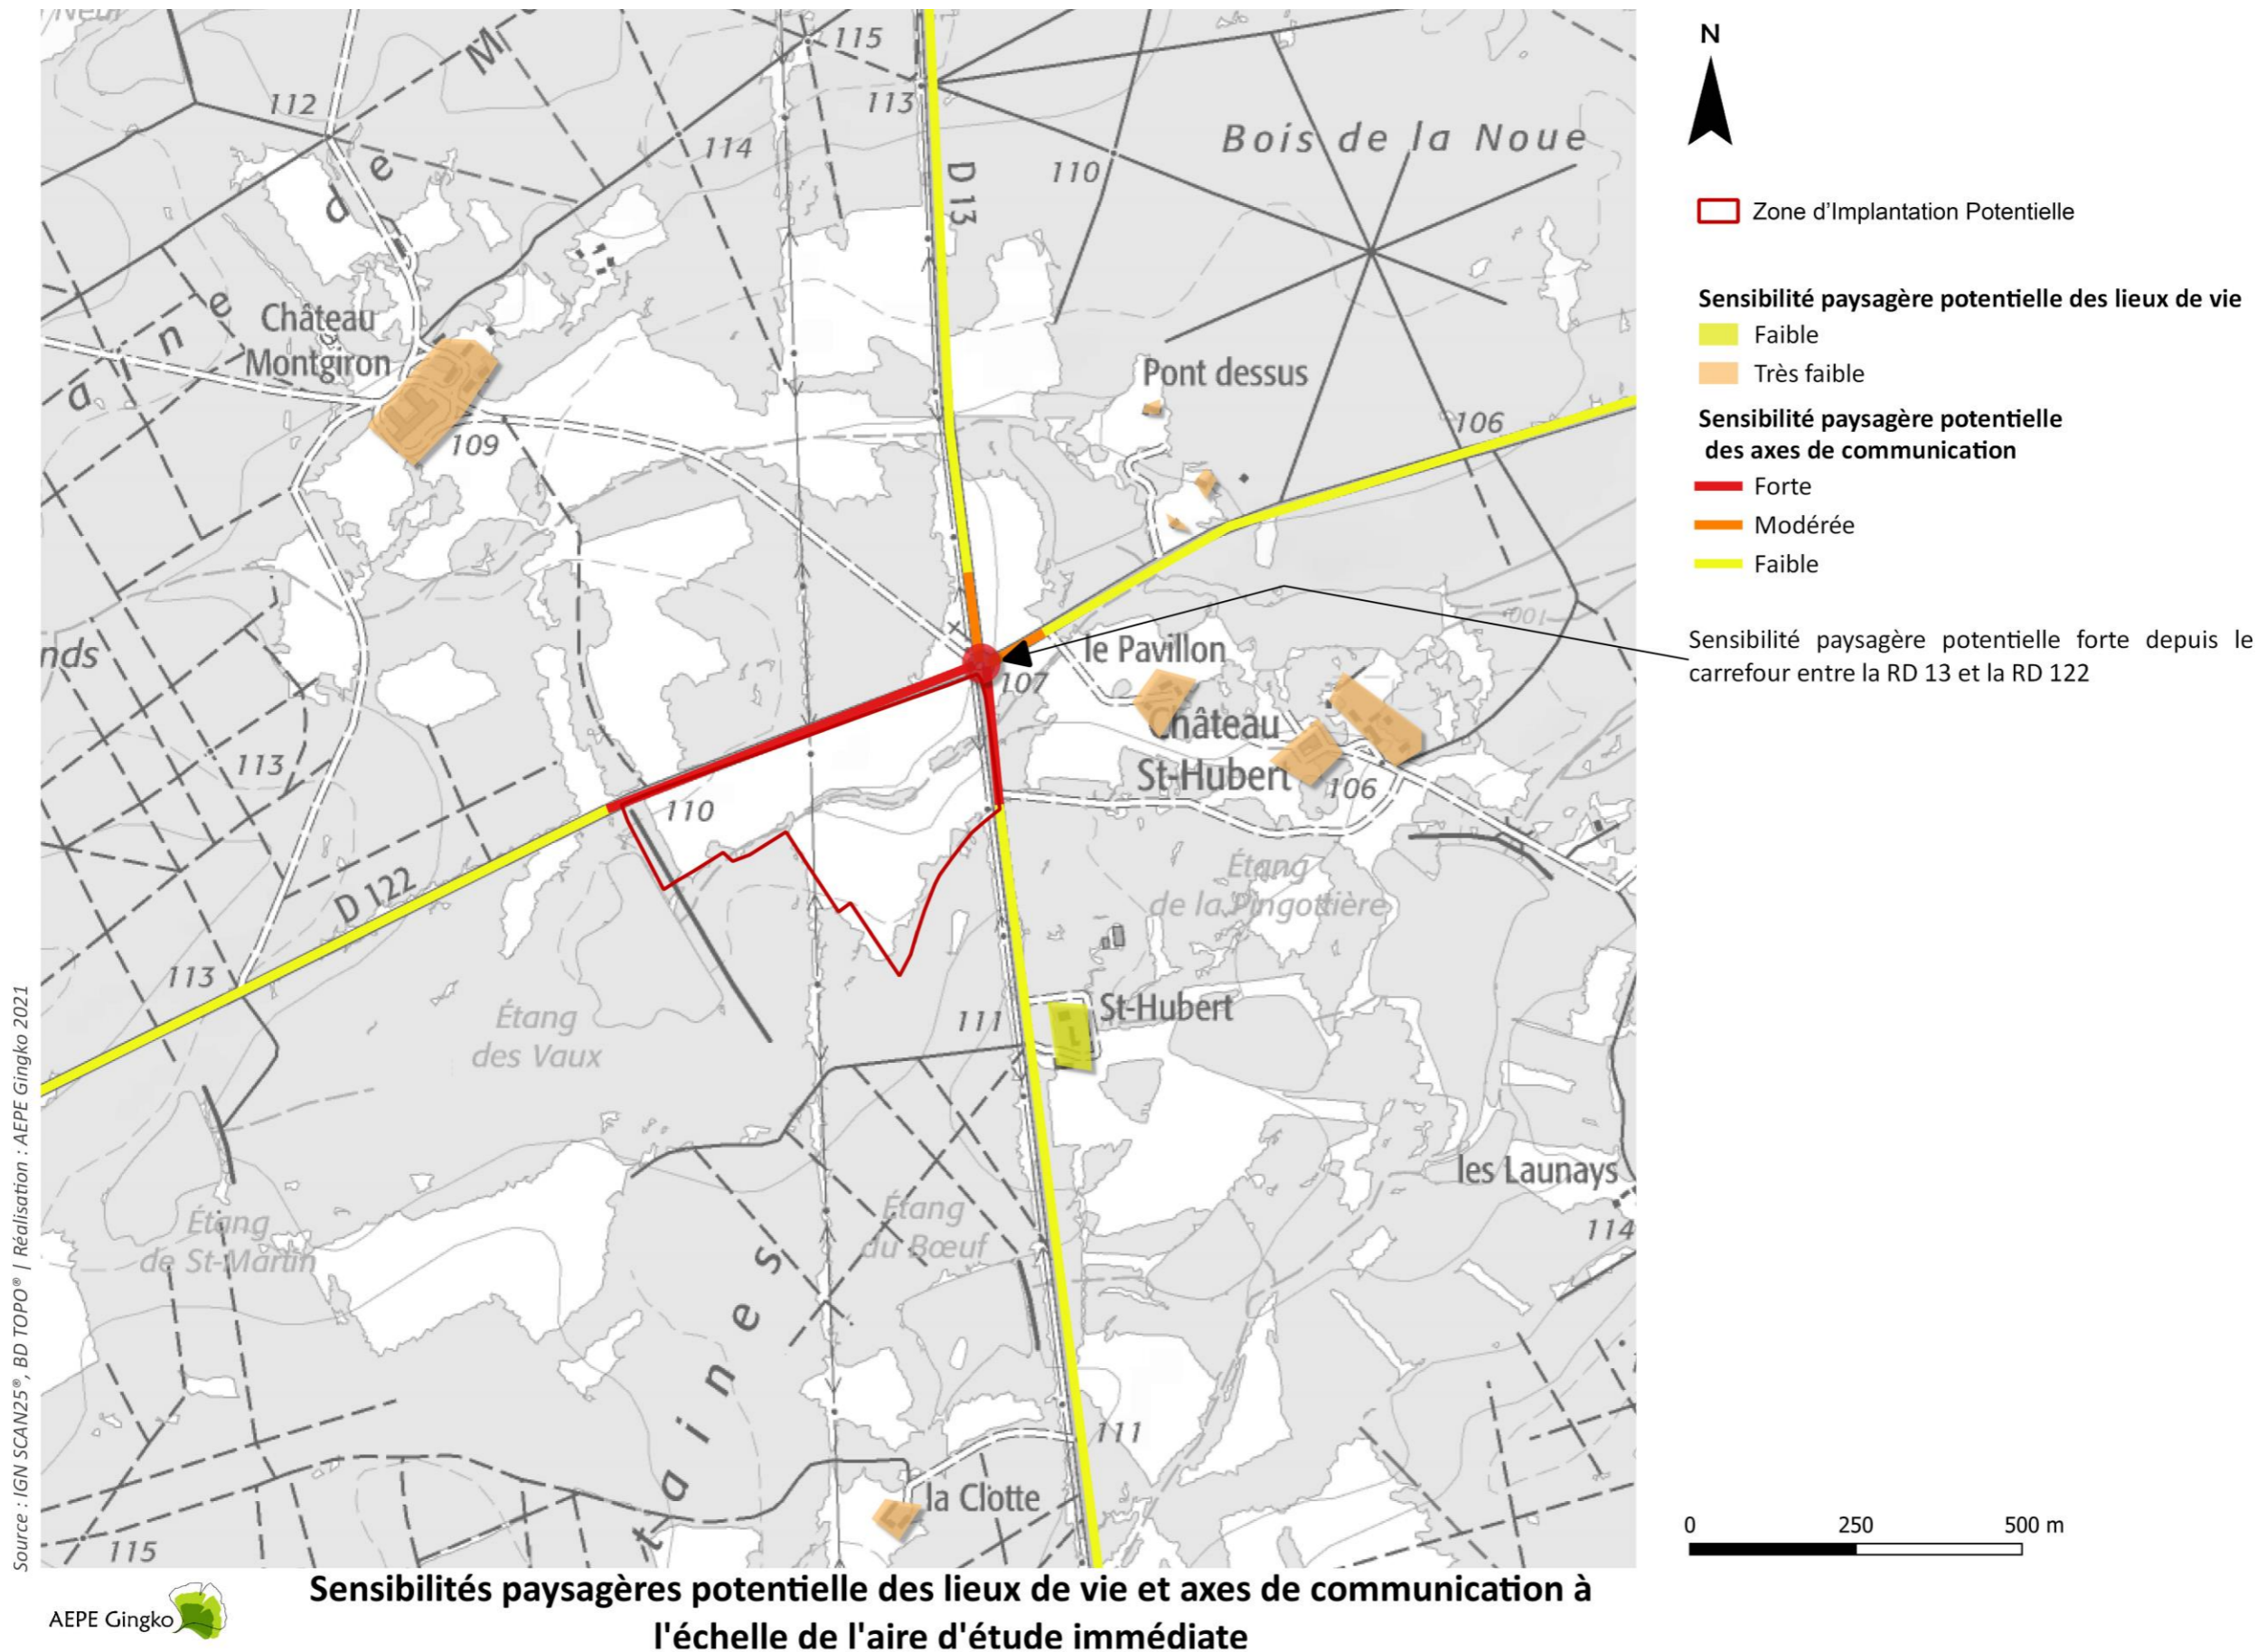 Neuf
M
115
112
113
e
d
114
D 13
110
Bois de la Noue
e
n
a
Château
Montgiron
109
Pont dessus
106
nds
le Pavillon
107
100
Château
St-Hubert
106
113
110
D 122
Étang
de la Pingottière
113
Étang
des Vaux
111
St-Hubert
les Launays
114
Étang
de St-Martin
Étang
du Bœuf
s
e
n
i
a
t
111
la Clotte
115
N
Zone d'Implantation Potentielle
Sensibilité paysagère potentielle des lieux de vie
Faible
Très faible
Sensibilité paysagère potentielle
des axes de communication
Forte
Modérée
Faible
Sensibilité paysagère potentielle forte depuis le
carrefour entre la RD 13 et la RD 122
0 250 500 m
Source : IGN SCAN25®, BD TOPO® | Réalisation : AEPE Gingko 2021
AEPE Gingko
Sensibilités paysagères potentielle des lieux de vie et axes de communication à
l'échelle de l'aire d'étude immédiate